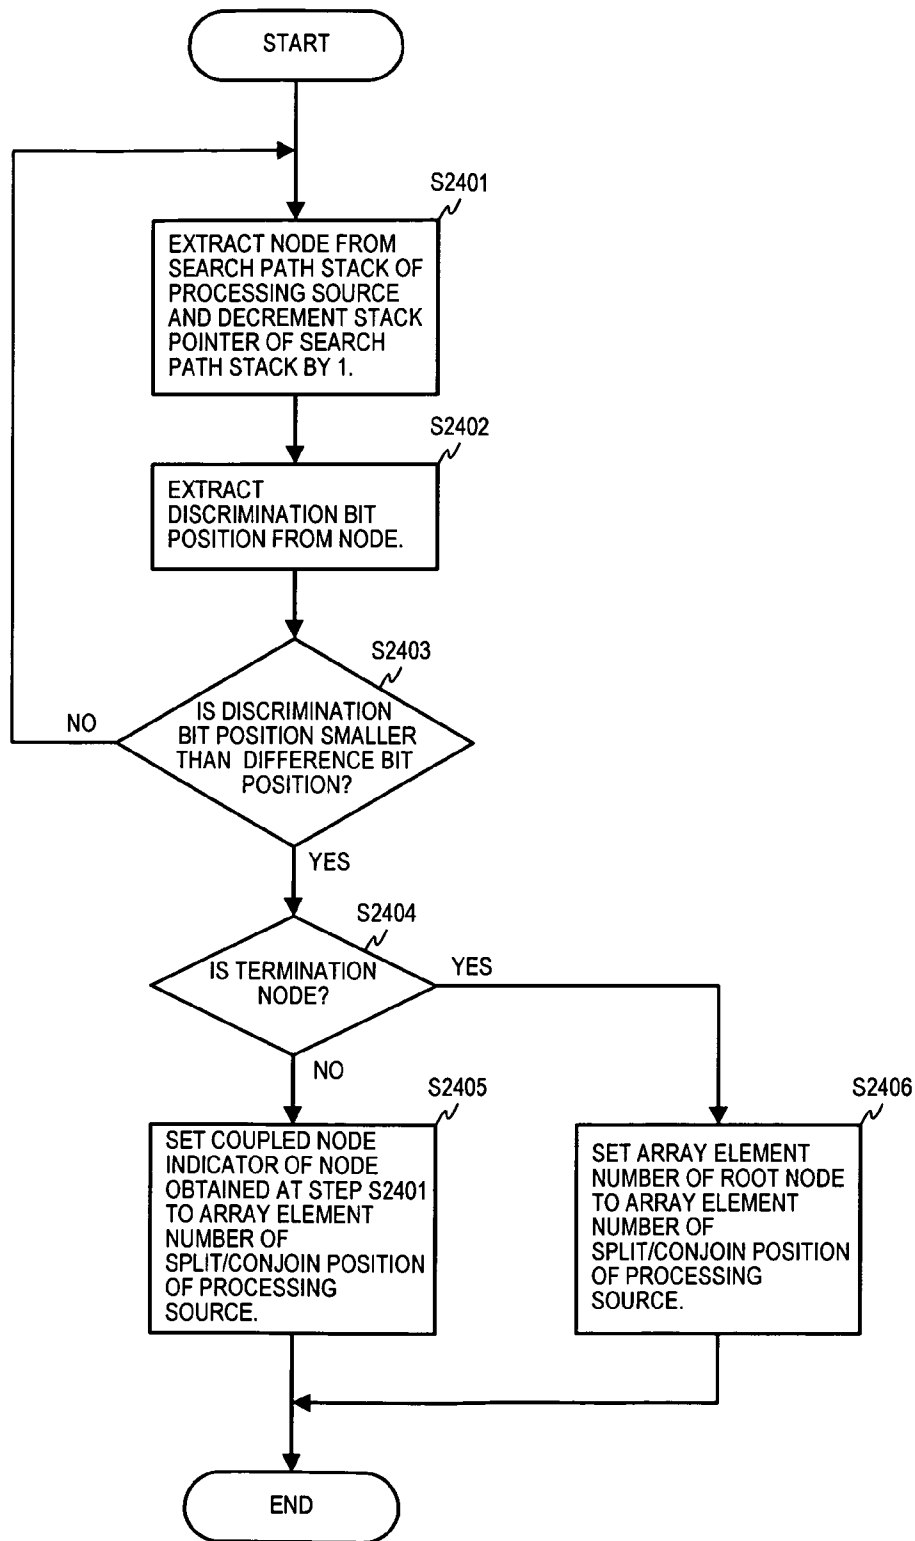 START
S2401
EXTRACT NODE FROM
SEARCH PATH STACK OF
PROCESSING SOURCE
AND DECREMENT STACK
POINTER OF SEARCH
PATH STACK BY 1.
S2402
EXTRACT
DISCRIMINATION BIT
POSITION FROM NODE.
S2403
IS DISCRIMINATION
BIT POSITION SMALLER
THAN DIFFERENCE BIT
POSITION?
NO
YES
S2404
IS TERMINATION
NODE?
YES
NO
S2405
SET COUPLED NODE
INDICATOR OF NODE
OBTAINED AT STEP S2401
TO ARRAY ELEMENT
NUMBER OF
SPLIT/CONJOIN POSITION
OF PROCESSING
SOURCE.
S2406
SET ARRAY ELEMENT
NUMBER OF ROOT NODE
TO ARRAY ELEMENT
NUMBER OF
SPLIT/CONJOIN POSITION
OF PROCESSING
SOURCE.
END